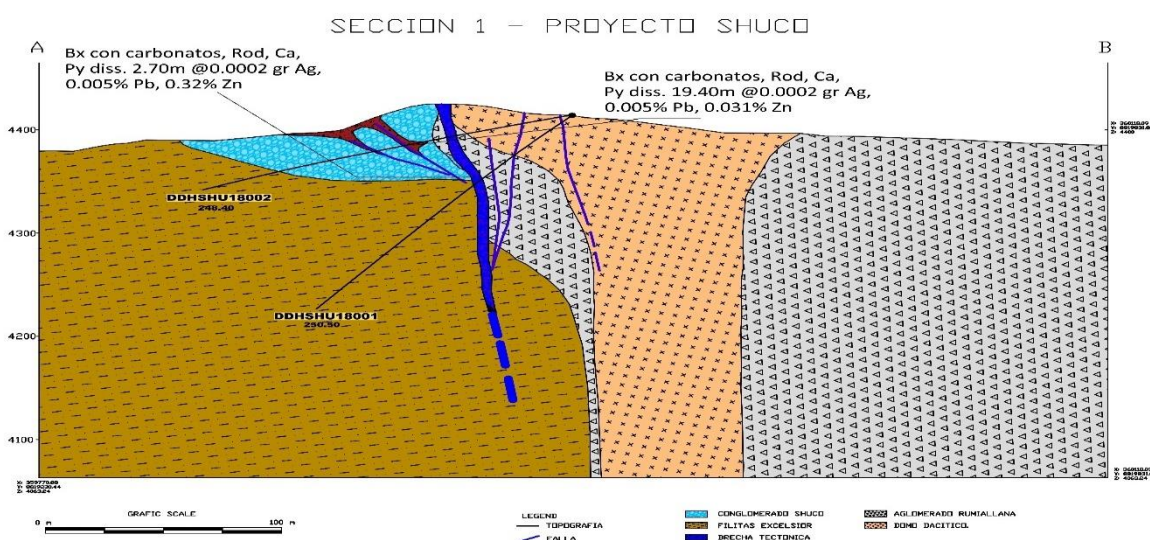 SECCION 1 - PROYECTO SHUCO
A
B
Bx con carbonatos, Rod, Ca,
Py diss. 2.70m @0.0002 gr Ag,
0.005% Pb, 0.32% Zn
Bx con carbonatos, Rod, Ca,
Py diss. 19.40m @0.0002 gr Ag,
0.005% Pb, 0.031% Zn
4400
4300
4200
4100
DDHSHU18002
248.40
DDHSHU18001
GRAFIC SCALE
0 m
100 m
LEGEND
TOPOGRAFIA
FALLA
CONGLOMERADO SHUCO
FILITAS EXCELSIOR
BRECHA TECTONICA
AGLOMERADO RUMIALLANA
DOMO DACITICO.